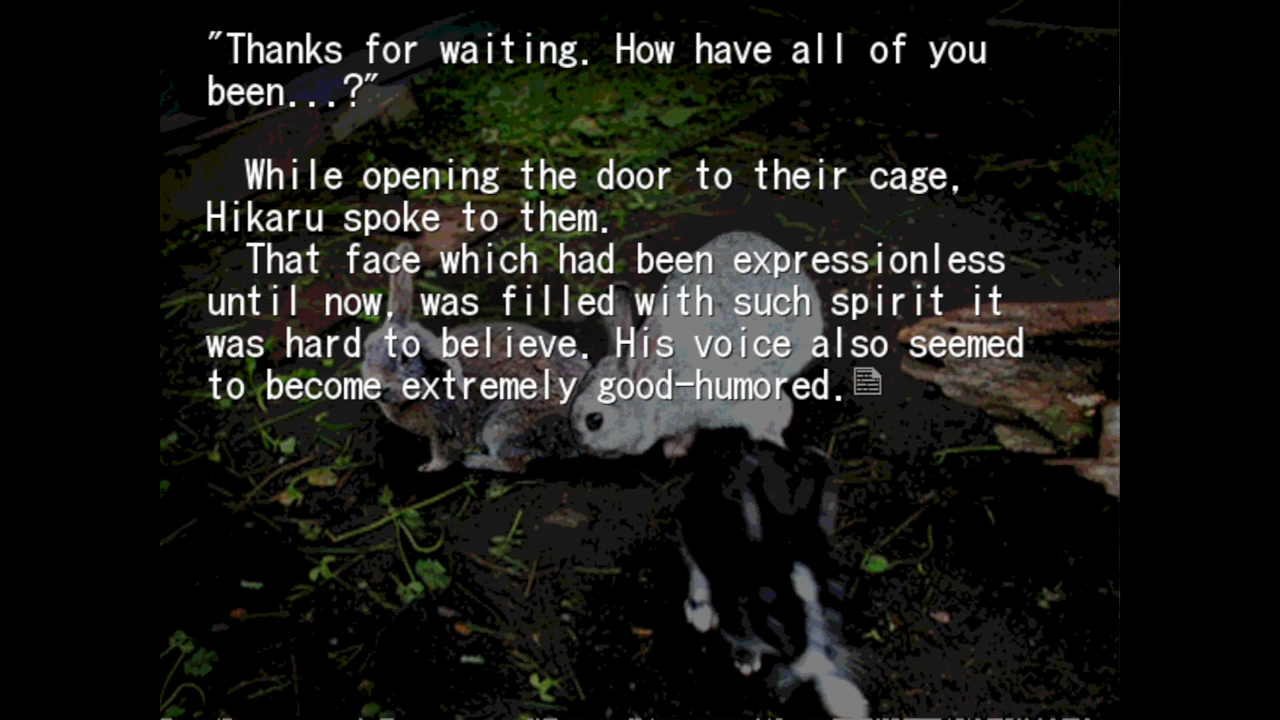 "Thanks for waiting. How have all of you
been...?"
While opening the door to their cage,
Hikaru spoke to them.
That face which had been expressionless
until now, was filled with such spirit it
was hard to believe. His voice also seemed
to become extremely good-humored.